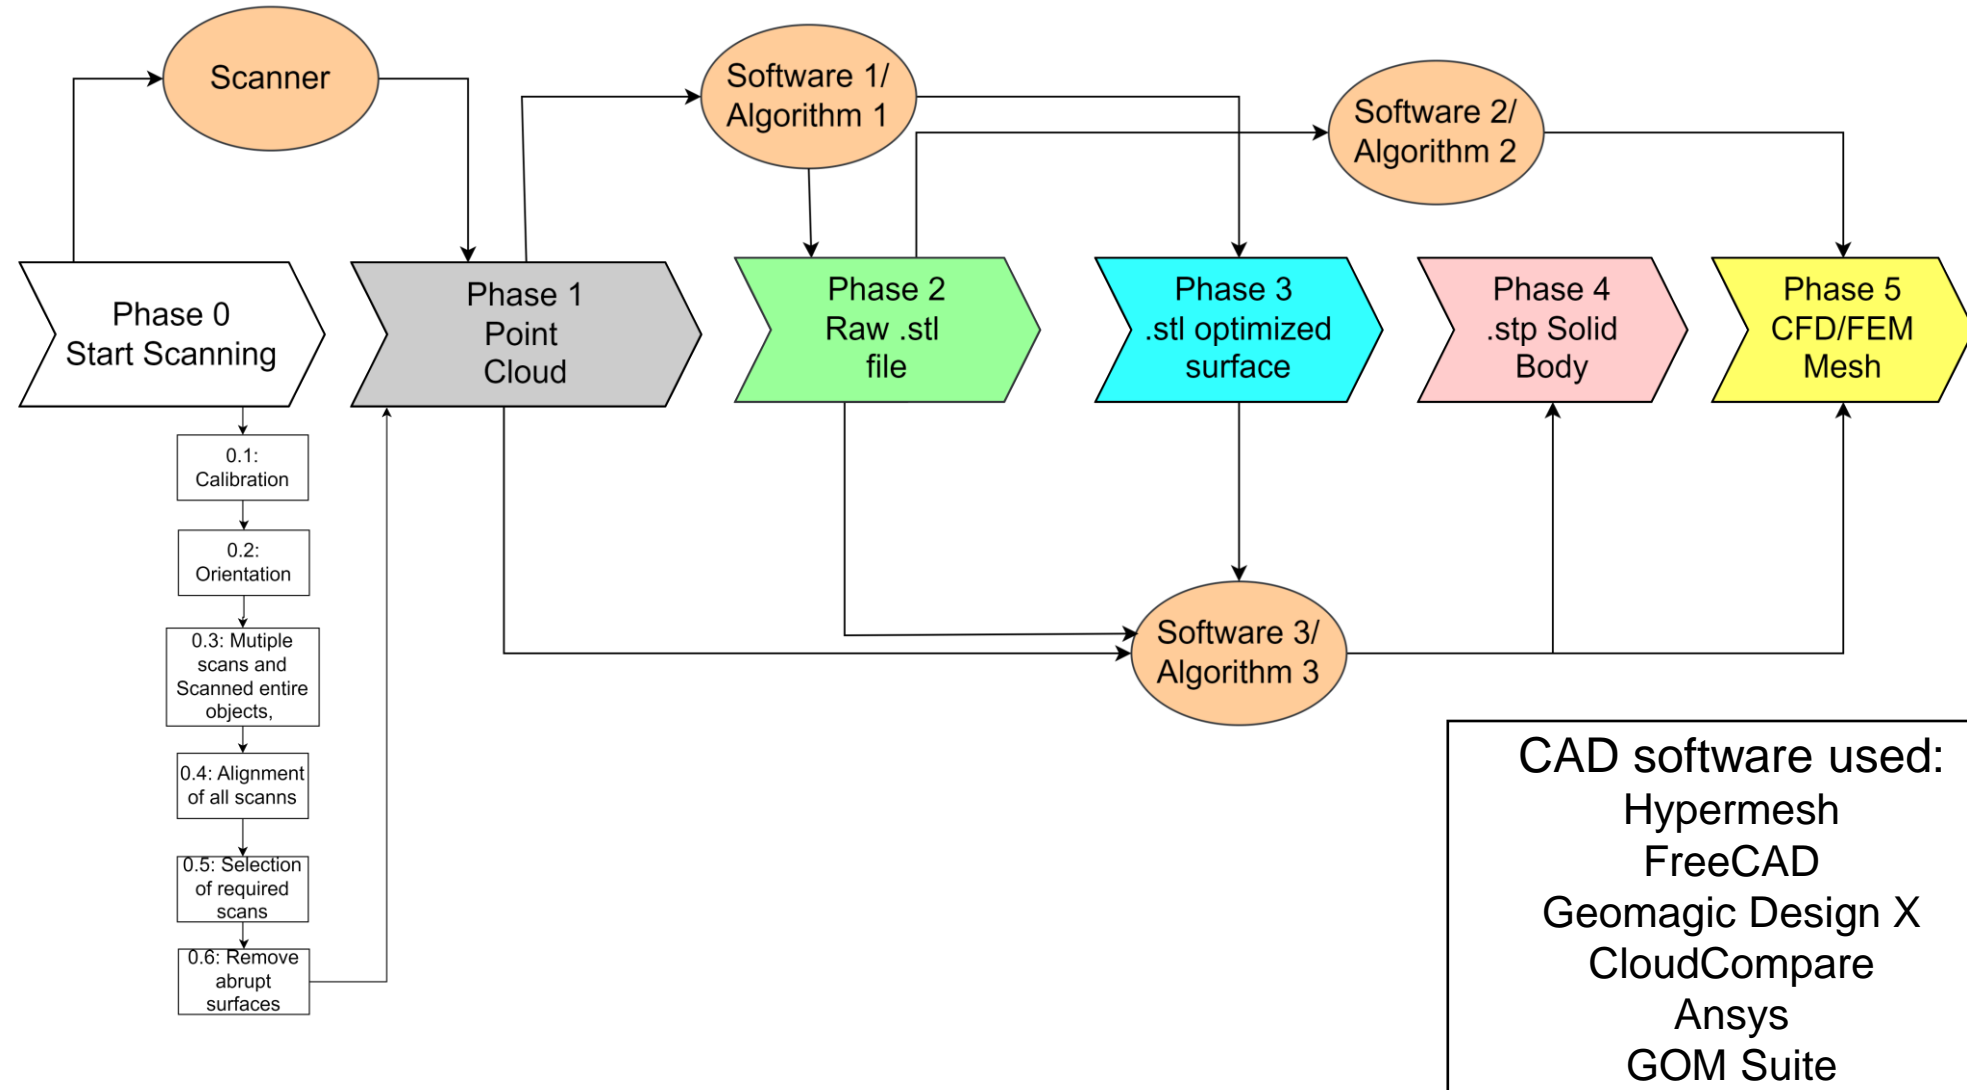 Scanner
Software 1/
Algorithm 1
Software 2/
Algorithm 2
Phase 0
Start Scanning
Phase 1
Point
Cloud
Phase 2
Raw .stl
file
Phase 3
.stl optimized
surface
Phase 4
.stp Solid
Body
Phase 5
CFD/FEM
Mesh
0.1:
Calibration
0.2:
Orientation
0.3: Mutiple
scans and
Scanned entire
objects,
0.4: Alignment
of all scanns
0.5: Selection
of required
scans
0.6: Remove
abrupt
surfaces
Software 3/
Algorithm 3
CAD software used:
Hypermesh
FreeCAD
Geomagic Design X
CloudCompare
Ansys
GOM Suite